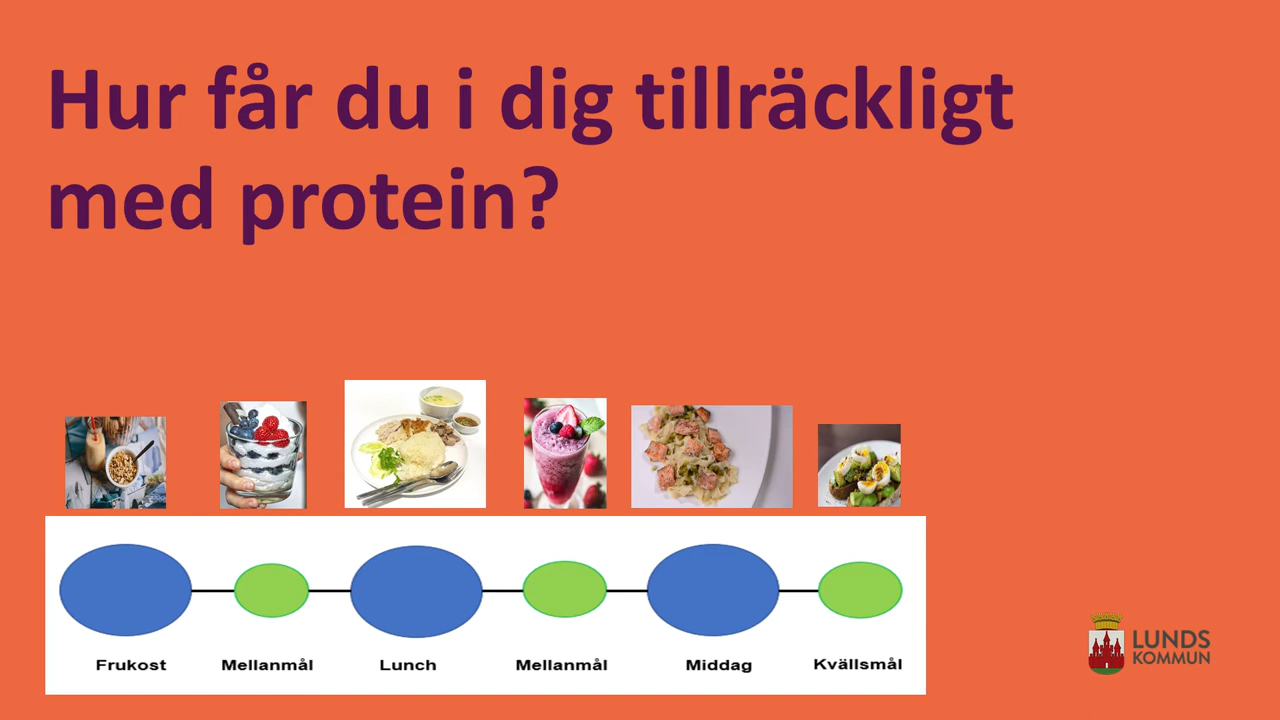 Hur får du i dig tillräckligt
med protein?
Frukost
Mellanmål
Lunch
Mellanmål
Middag
Kvällsmål
LUNDS
KOMMUN